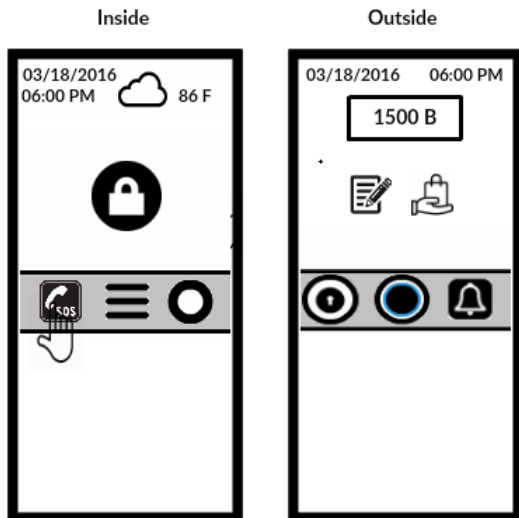 Inside
03/18/2016
06:00 PM
86 F
SOS
Outside
03/18/2016 06:00 PM
1500 B